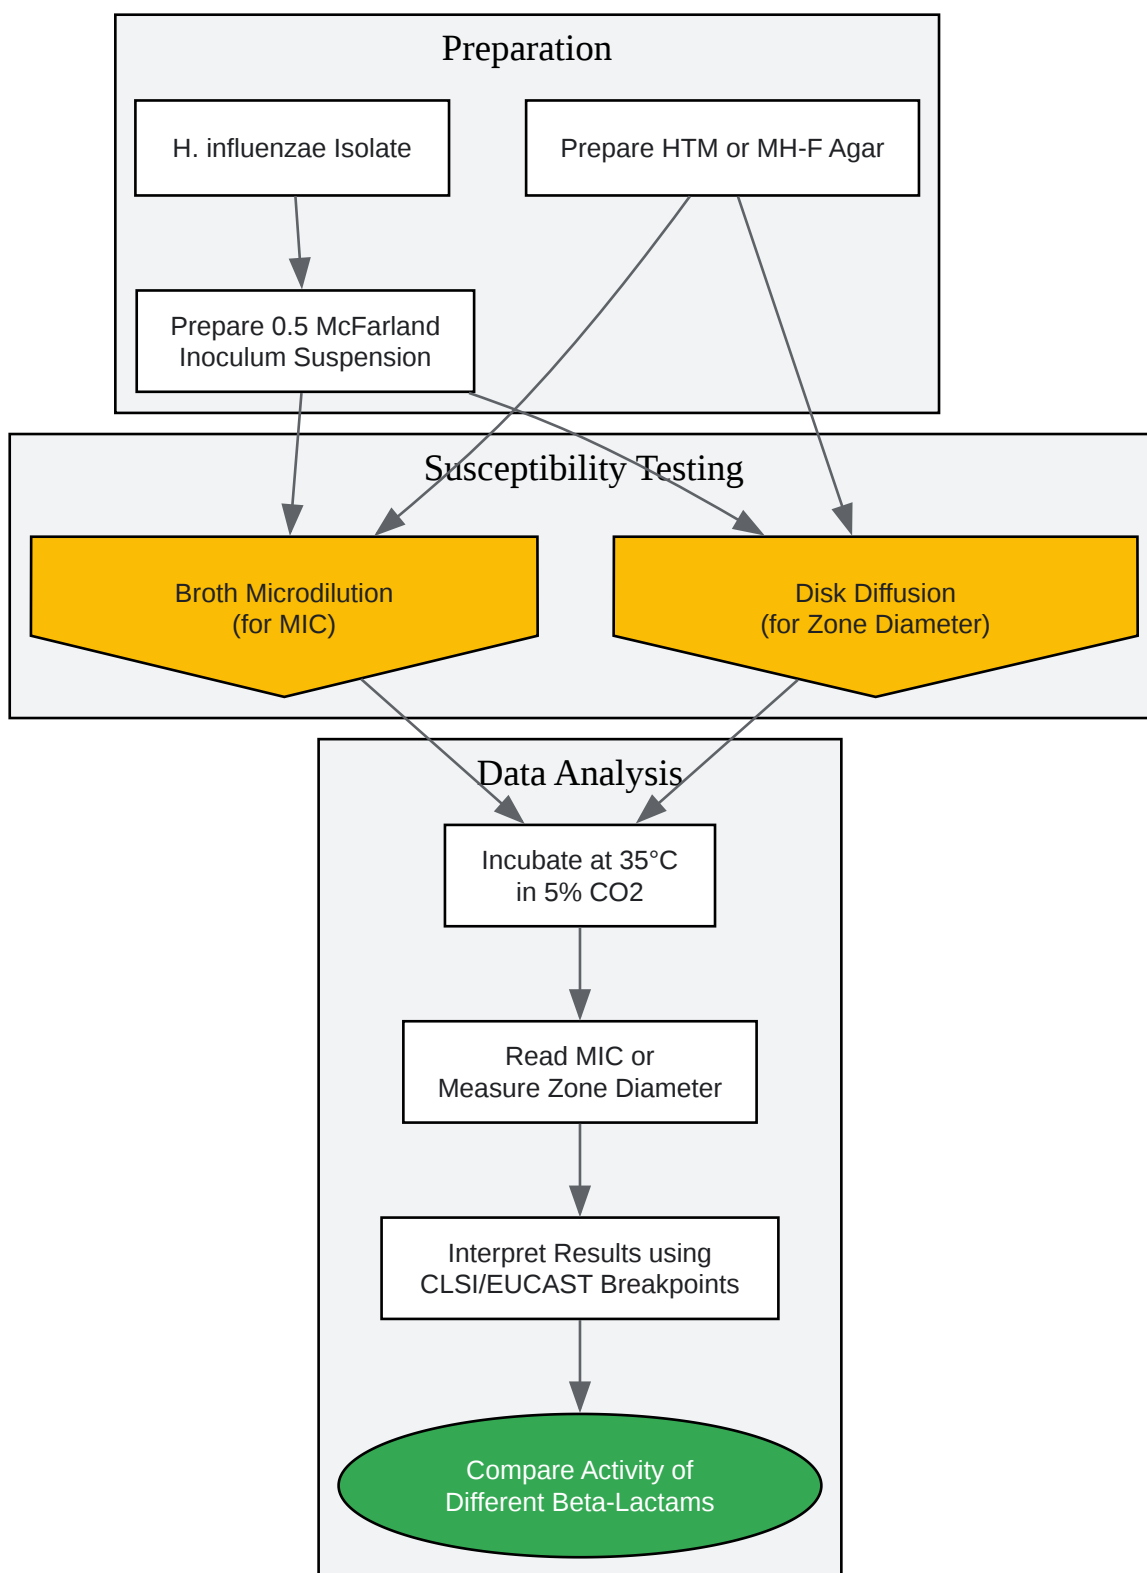 Preparation
H. influenzae Isolate
Prepare HTM or MH-F Agar
Prepare 0.5 McFarland
Inoculum Suspension
Susceptibility Testing
Broth Microdilution
(for MIC)
Disk Diffusion
(for Zone Diameter)
Data Analysis
Incubate at 35°C
in 5% CO2
Read MIC or
Measure Zone Diameter
Interpret Results using
CLSI/EUCAST Breakpoints
Compare Activity of
Different Beta-Lactams